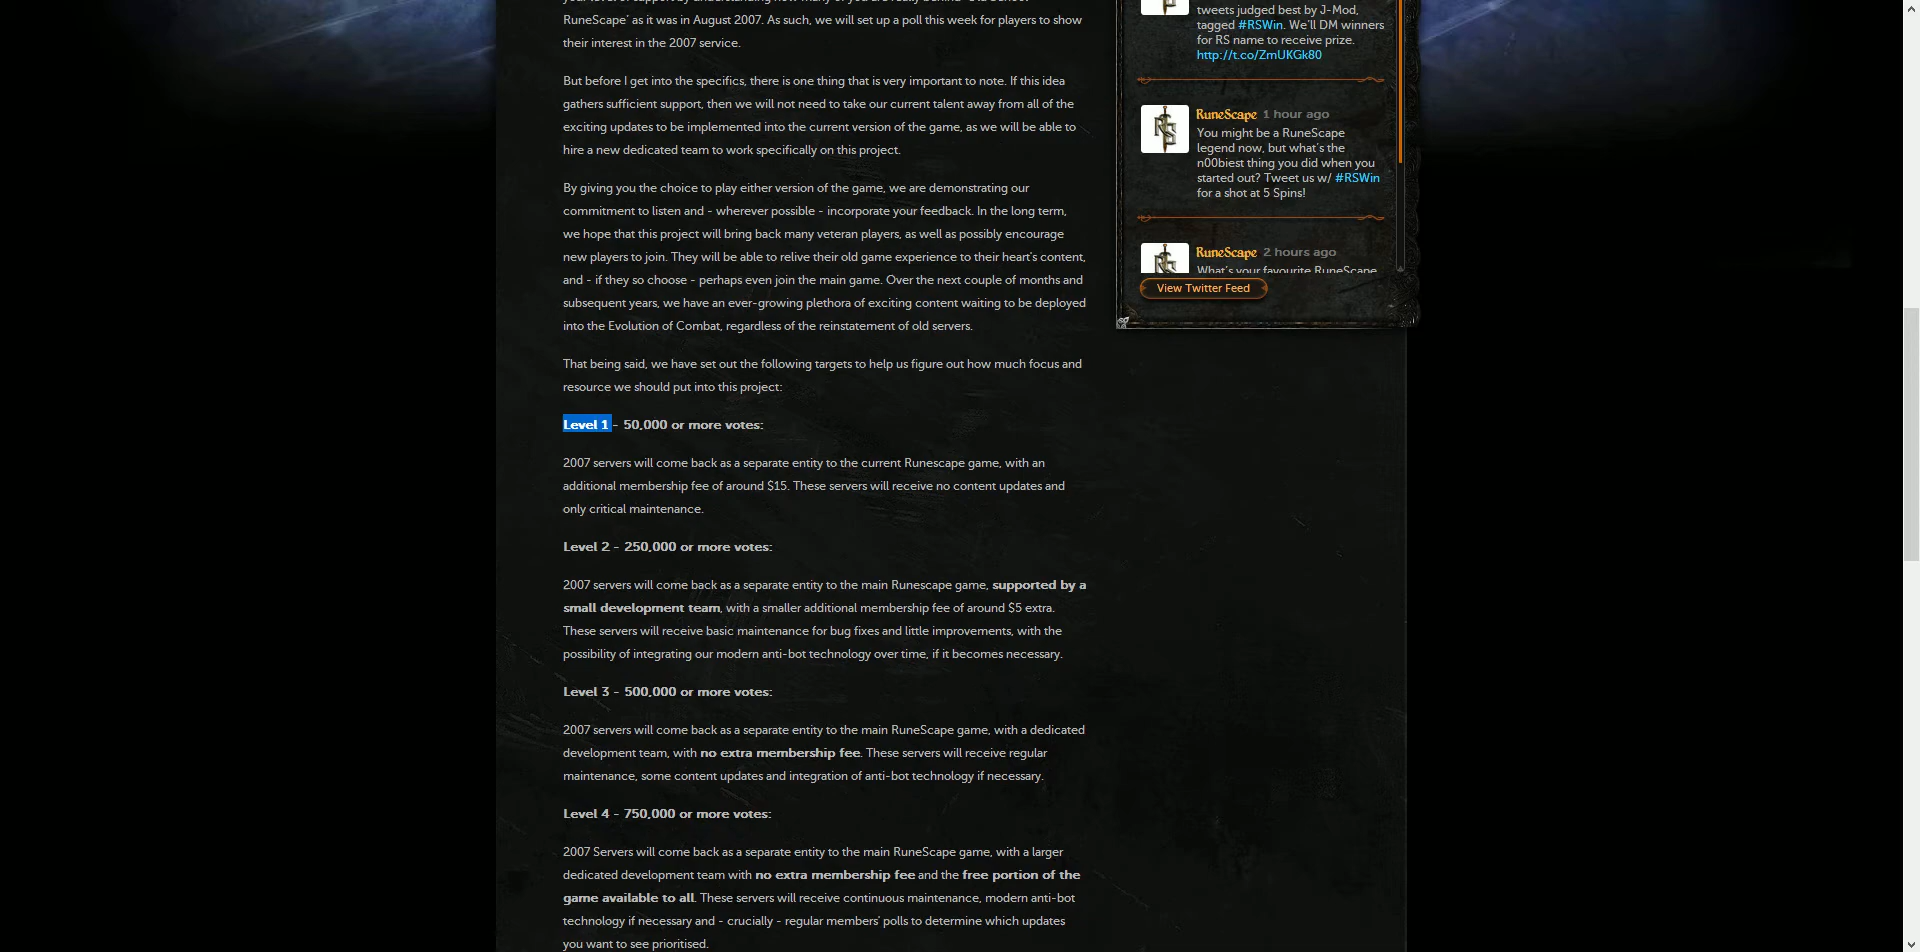 RuneScape’ as it was in August 2007. As such, we will set up a poll this week for players to show
their interest in the 2007 service.
But before I get into the specifics, there is one thing that is very important to note. If this idea
gathers sufficient support, then we will not need to take our current talent away from all of the
exciting updates to be implemented into the current version of the game, as we will be able to
hire a new dedicated team to work specifically on this project.
By giving you the choice to play either version of the game, we are demonstrating our
commitment to listen and - wherever possible - incorporate your feedback. In the long term,
we hope that this project will bring back many veteran players, as well as possibly encourage
new players to join. They will be able to relive their old game experience to their heart's content,
and - if they so choose - perhaps even join the main game. Over the next couple of months and
subsequent years, we have an ever-growing plethora of exciting content waiting to be deployed
into the Evolution of Combat, regardless of the reinstatement of old servers.
That being said, we have set out the following targets to help us figure out how much focus and
resource we should put into this project:
Level 1 - 50,000 or more votes:
2007 servers will come back as a separate entity to the current Runescape game, with an
additional membership fee of around $15. These servers will receive no content updates and
only critical maintenance.
Level 2 - 250,000 or more votes:
2007 servers will come back as a separate entity to the main Runescape game, supported by a
small development team, with a smaller additional membership fee of around $5 extra.
These servers will receive basic maintenance for bug fixes and little improvements, with the
possibility of integrating our modern anti-bot technology over time, if it becomes necessary.
Level 3 - 500,000 or more votes:
2007 servers will come back as a separate entity to the main RuneScape game, with a dedicated
development team, with no extra membership fee. These servers will receive regular
maintenance, some content updates and integration of anti-bot technology if necessary.
Level 4 - 750,000 or more votes:
2007 Servers will come back as a separate entity to the main RuneScape game, with a larger
dedicated development team with no extra membership fee and the free portion of the
game available to all. These servers will receive continuous maintenance, modern anti-bot
technology if necessary and - crucially - regular members' polls to determine which updates
you want to see prioritised.
tweets judged best by J-Mod,
tagged #RSWin. We'll DM winners
for RS name to receive prize.
http://t.co/ZmUKGk80
RuneScape 1 hour ago
You might be a RuneScape
legend now, but what's the
n00biest thing you did when you
started out? Tweet us w/ #RSWin
for a shot at 5 Spins!
RuneScape 2 hours ago
What's your favourite RuneScape
View Twitter Feed